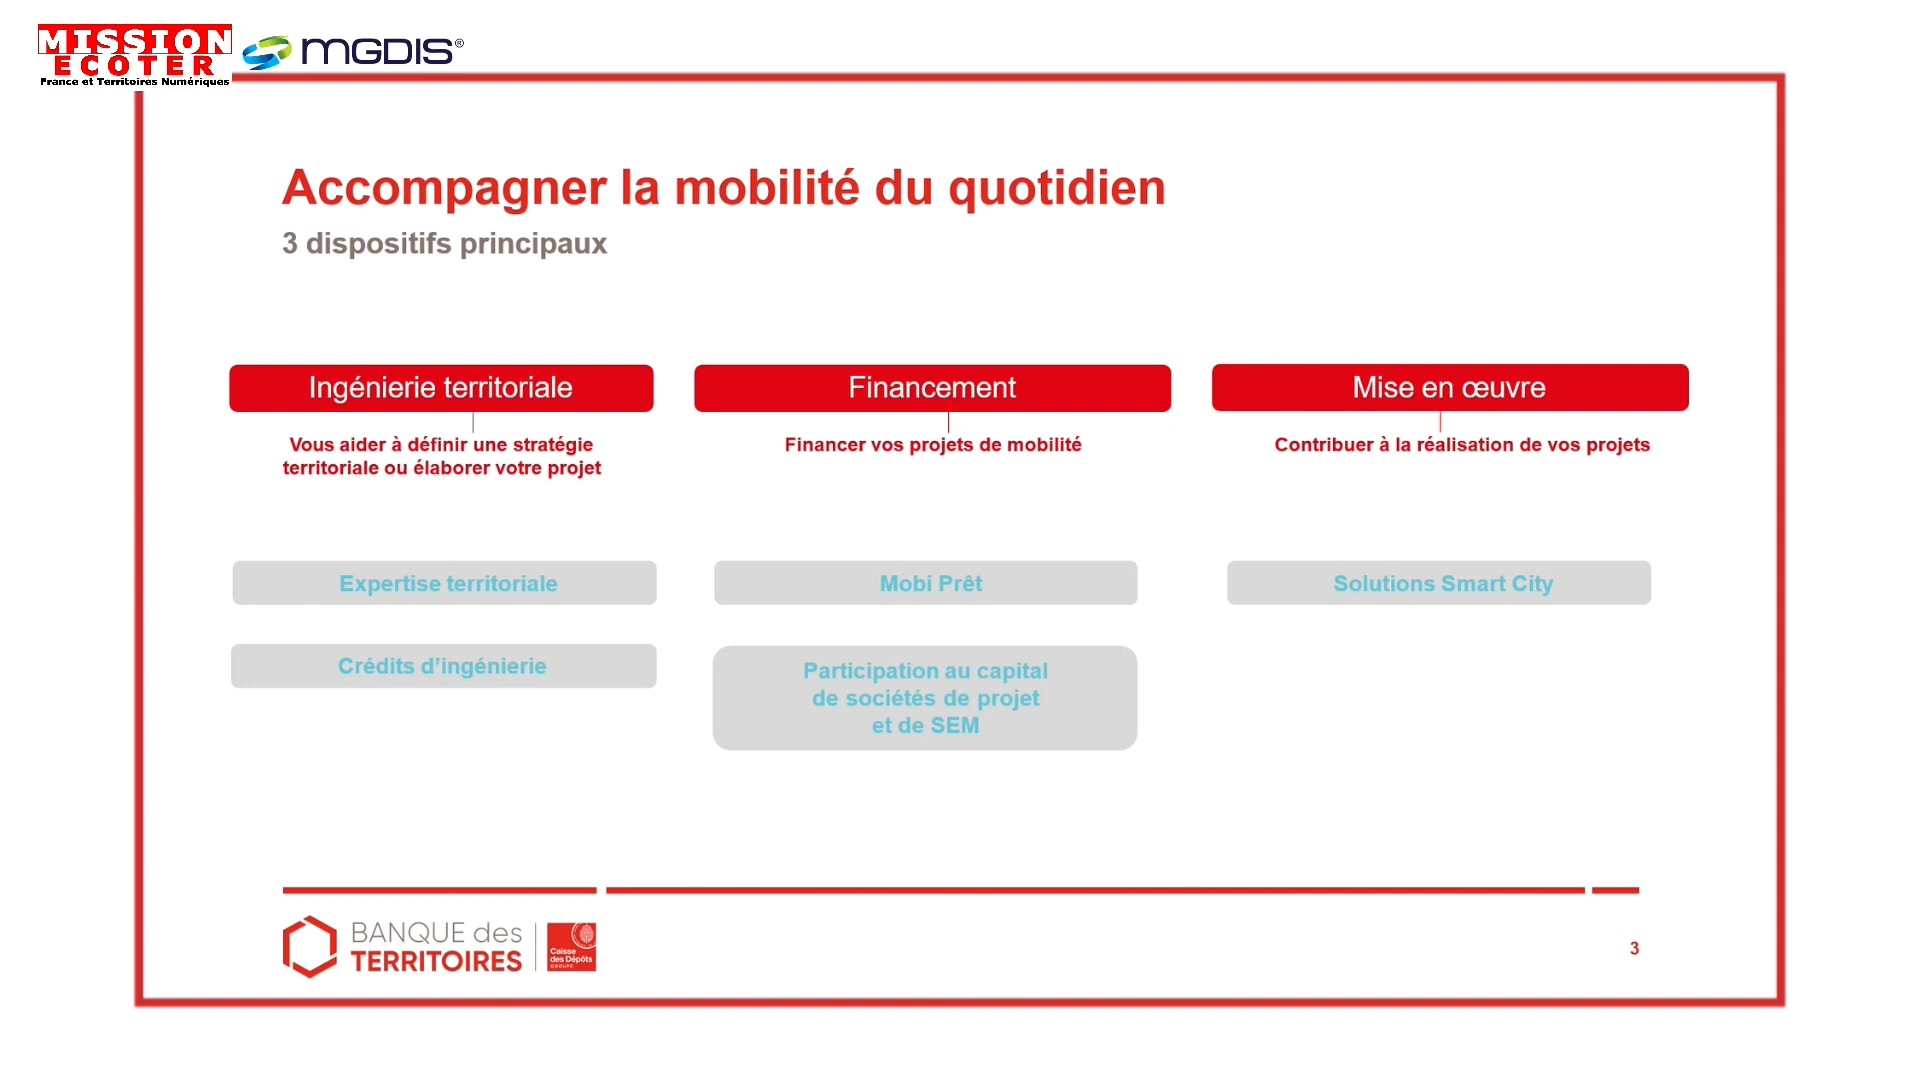 MISSION
ECOTER
France et Territoires Numériques
MGDIS®
Accompagner la mobilité du quotidien
3 dispositifs principaux
Ingénierie territoriale
Vous aider à définir une stratégie
territoriale ou élaborer votre projet
Expertise territoriale
Crédits d’ingénierie
Financement
Financer vos projets de mobilité
Mobi Prêt
Participation au capital
de sociétés de projet
et de SEM
Mise en œuvre
Contribuer à la réalisation de vos projets
Solutions Smart City
BANQUE des
TERRITOIRES
Caisse
des Dépôts
GROUPE
3